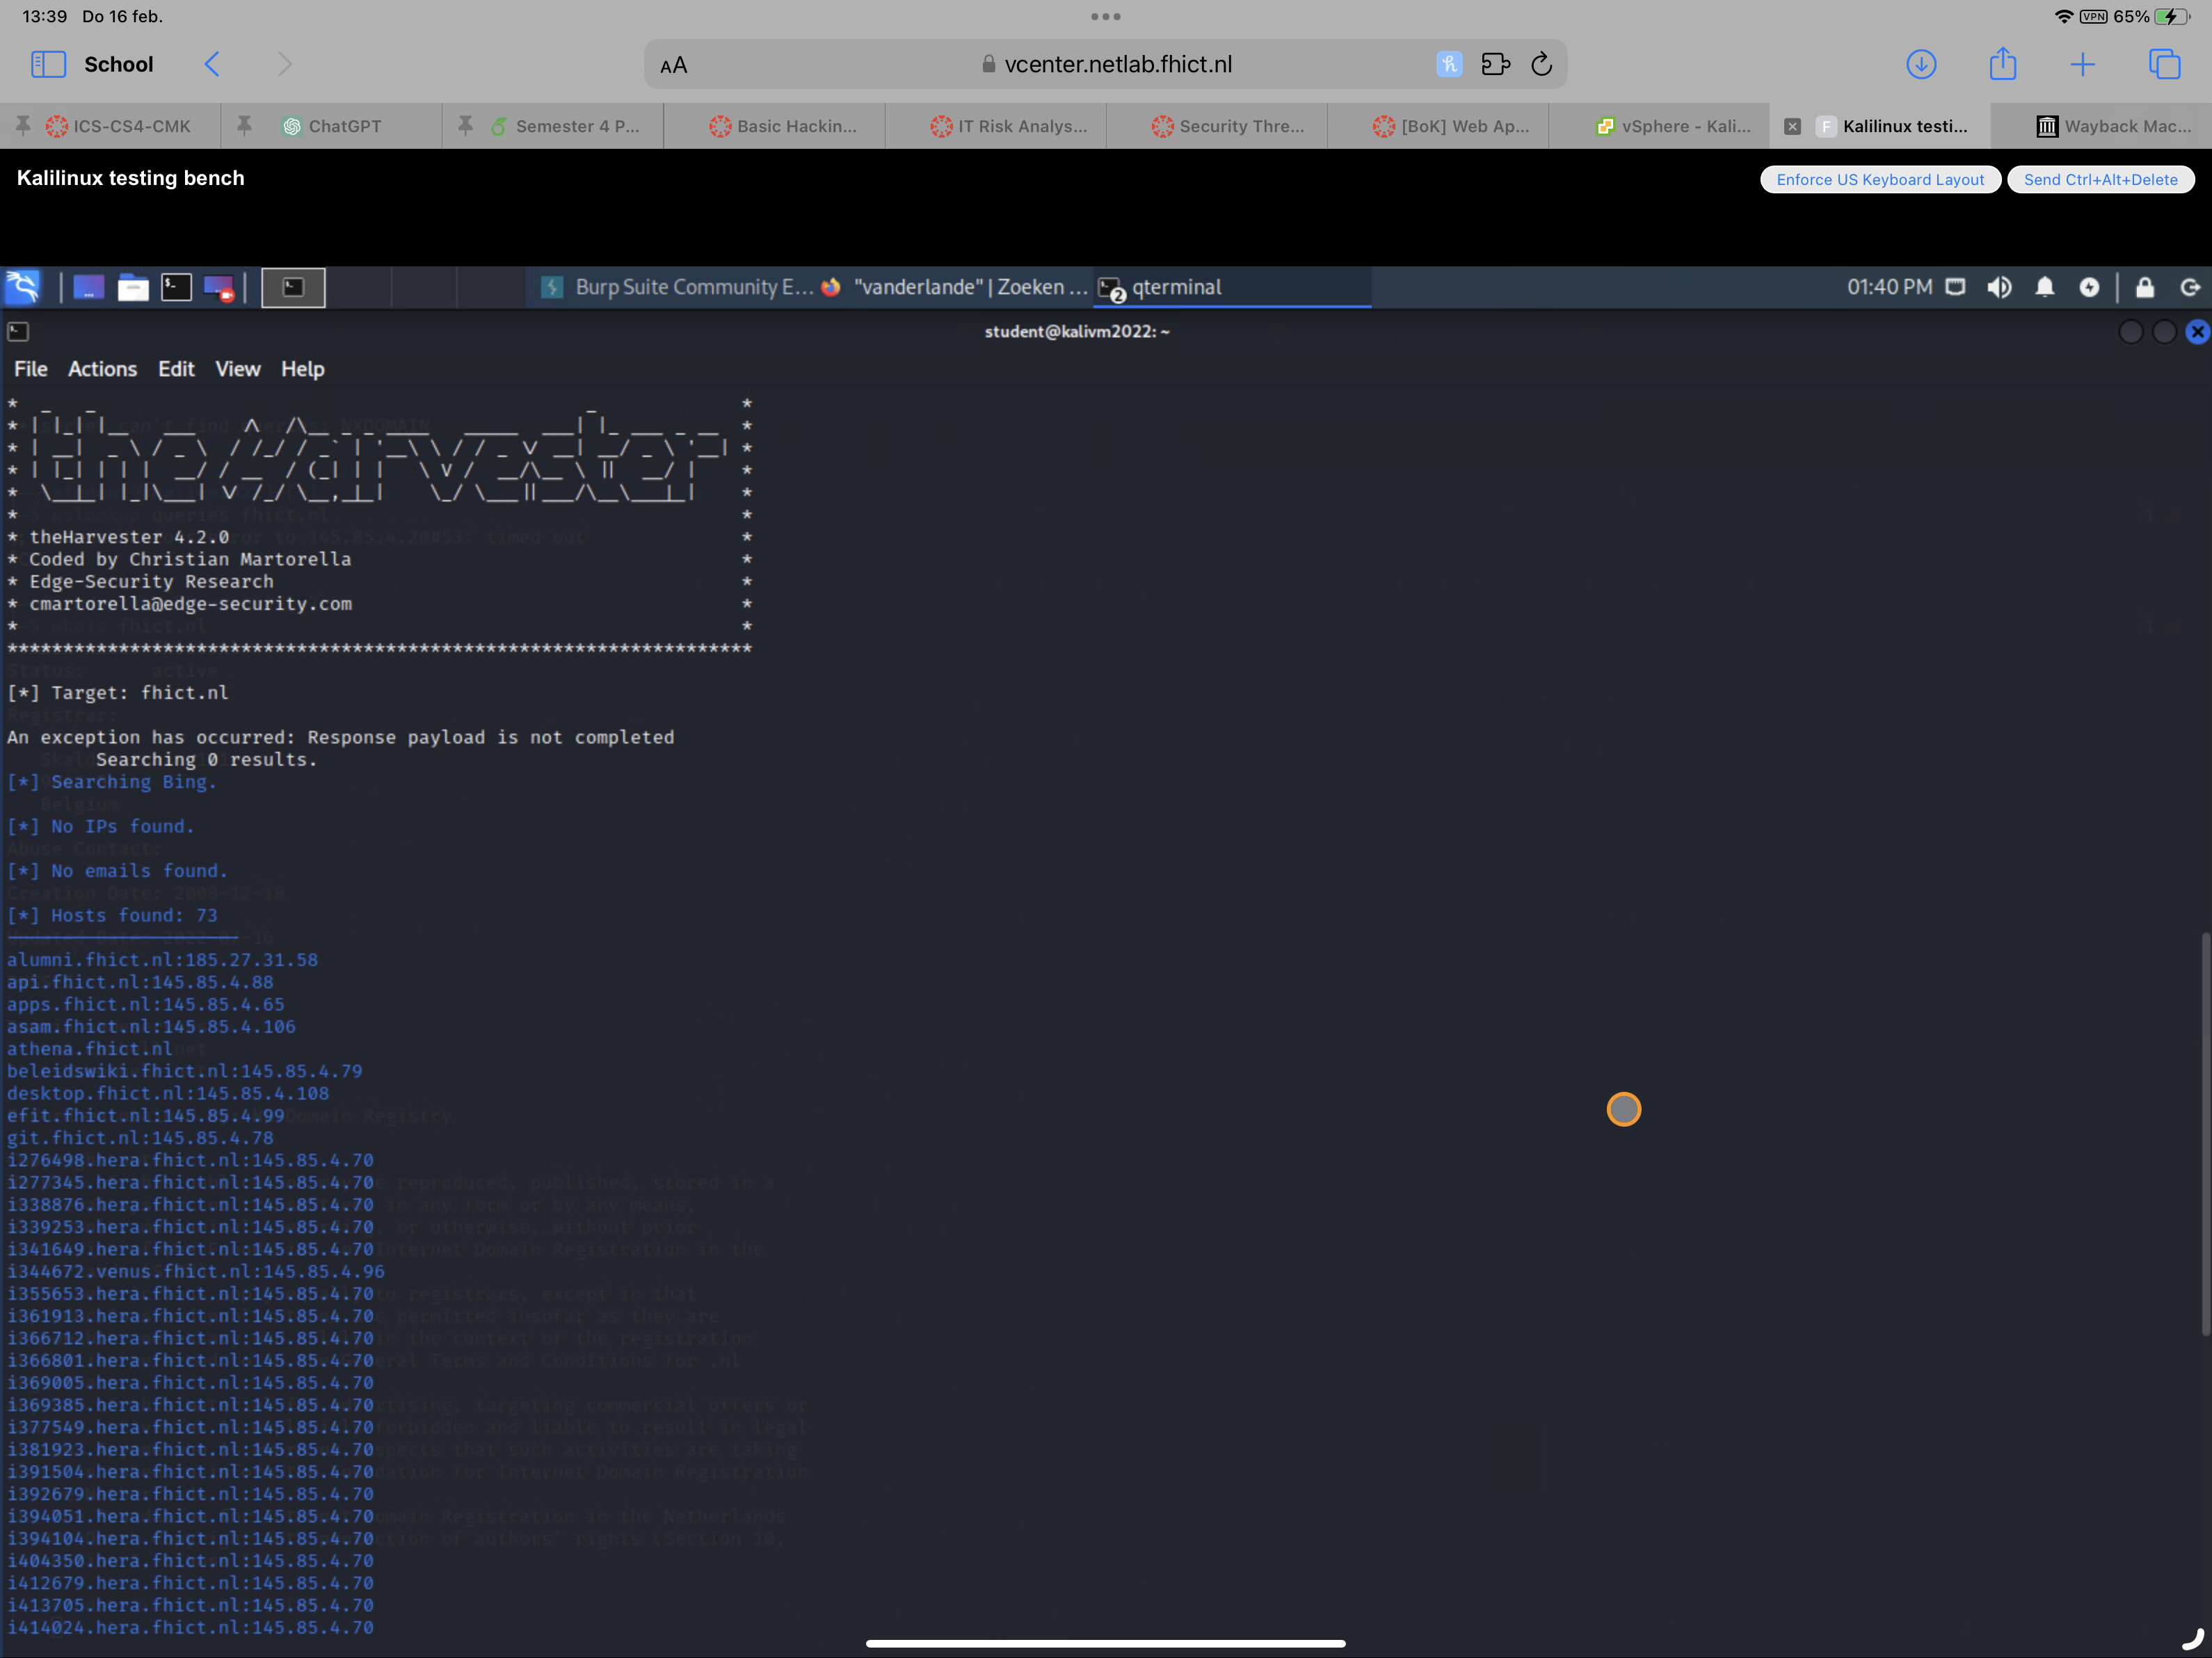 13:39 Do 16 feb.
VPN 65%
School
AA vcenter.netlab.fhict.nl
ICS-CS4-CMK
ChatGPT
Semester 4 P...
Basic Hackin...
IT Risk Analys...
Security Thre...
[BoK] Web Ap...
vSphere - Kali...
F Kalilinux testi...
Wayback Mac...
Kalilinux testing bench
Enforce US Keyboard Layout
Send Ctrl+Alt+Delete
Burp Suite Community E...
"vanderlande" | Zoeken ...
2 qterminal
01:40 PM
student@kalivm2022: ~
File Actions Edit View Help
theHarvester
* theHarvester 4.2.0 *
* Coded by Christian Martorella *
* Edge-Security Research *
* cmartorella@edge-security.com *
* *
*******************************************************************
[*] Target: fhict.nl
An exception has occurred: Response payload is not completed
Searching 0 results.
[*] Searching Bing.
[*] No IPs found.
[*] No emails found.
[*] Hosts found: 73
alumni.fhict.nl:185.27.31.58
api.fhict.nl:145.85.4.88
apps.fhict.nl:145.85.4.65
asam.fhict.nl:145.85.4.106
athena.fhict.nl
beleidswiki.fhict.nl:145.85.4.79
desktop.fhict.nl:145.85.4.108
efit.fhict.nl:145.85.4.99
git.fhict.nl:145.85.4.78
i276498.hera.fhict.nl:145.85.4.70
i277345.hera.fhict.nl:145.85.4.70
i338876.hera.fhict.nl:145.85.4.70
i339253.hera.fhict.nl:145.85.4.70
i341649.hera.fhict.nl:145.85.4.70
i344672.venus.fhict.nl:145.85.4.96
i355653.hera.fhict.nl:145.85.4.70
i361913.hera.fhict.nl:145.85.4.70
i366712.hera.fhict.nl:145.85.4.70
i366801.hera.fhict.nl:145.85.4.70
i369005.hera.fhict.nl:145.85.4.70
i369385.hera.fhict.nl:145.85.4.70
i377549.hera.fhict.nl:145.85.4.70
i381923.hera.fhict.nl:145.85.4.70
i391504.hera.fhict.nl:145.85.4.70
i392679.hera.fhict.nl:145.85.4.70
i394051.hera.fhict.nl:145.85.4.70
i394104.hera.fhict.nl:145.85.4.70
i404350.hera.fhict.nl:145.85.4.70
i412679.hera.fhict.nl:145.85.4.70
i413705.hera.fhict.nl:145.85.4.70
i414024.hera.fhict.nl:145.85.4.70